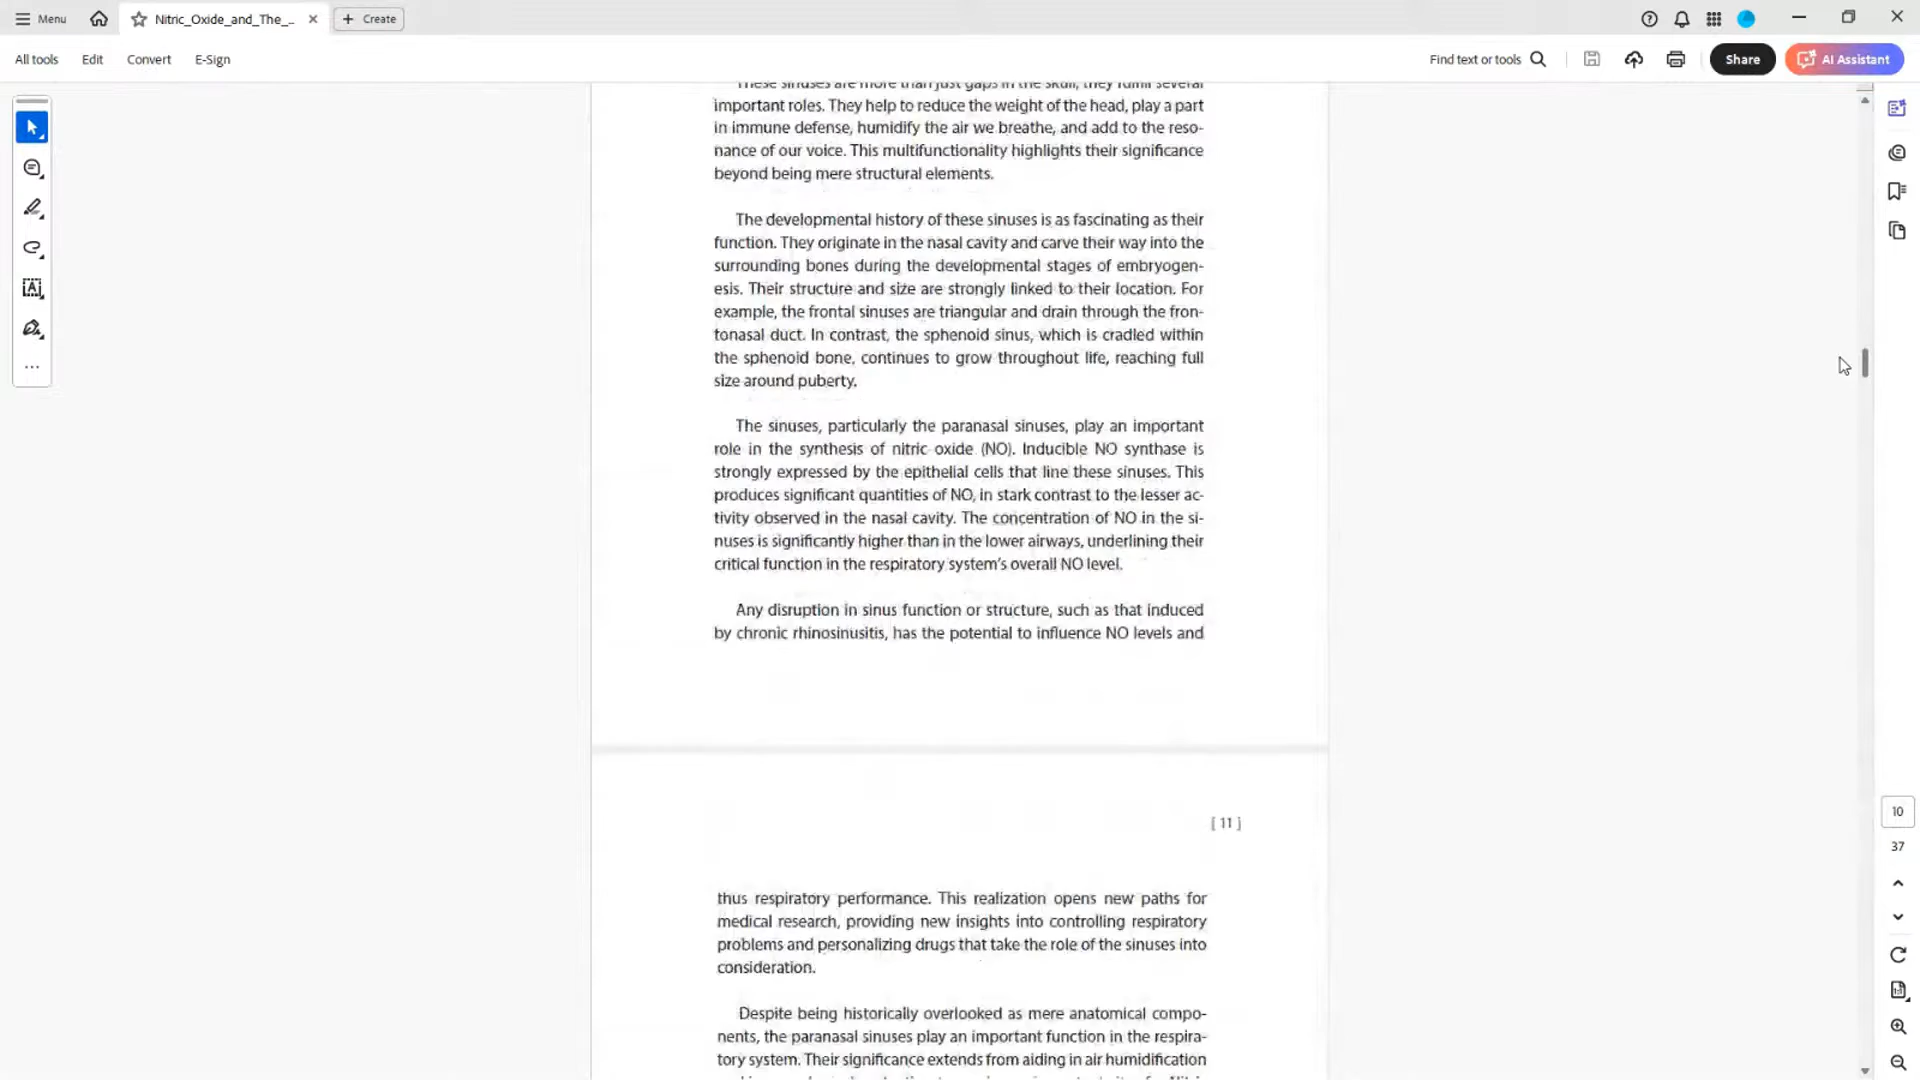 Menu
Nitric_Oxide_and_The_...
Create
All tools
Edit
Convert
E-Sign
Find text or tools
Share
AI Assistant
These sinuses are more than just gaps in the skull, they fulfill several
important roles. They help to reduce the weight of the head, play a part
in immune defense, humidify the air we breathe, and add to the reso-
nance of our voice. This multifunctionality highlights their significance
beyond being mere structural elements.
The developmental history of these sinuses is as fascinating as their
function. They originate in the nasal cavity and carve their way into the
surrounding bones during the developmental stages of embryogen-
esis. Their structure and size are strongly linked to their location. For
example, the frontal sinuses are triangular and drain through the fron-
tonasal duct. In contrast, the sphenoid sinus, which is cradled within
the sphenoid bone, continues to grow throughout life, reaching full
size around puberty.
The sinuses, particularly the paranasal sinuses, play an important
role in the synthesis of nitric oxide (NO). Inducible NO synthase is
strongly expressed by the epithelial cells that line these sinuses. This
produces significant quantities of NO, in stark contrast to the lesser ac-
tivity observed in the nasal cavity. The concentration of NO in the si-
nuses is significantly higher than in the lower airways, underlining their
critical function in the respiratory system's overall NO level.
Any disruption in sinus function or structure, such as that induced
by chronic rhinosinusitis, has the potential to influence NO levels and
[ 11 ]
thus respiratory performance. This realization opens new paths for
medical research, providing new insights into controlling respiratory
problems and personalizing drugs that take the role of the sinuses into
consideration.
Despite being historically overlooked as mere anatomical compo-
nents, the paranasal sinuses play an important function in the respira-
tory system. Their significance extends from aiding in air humidification
10
37